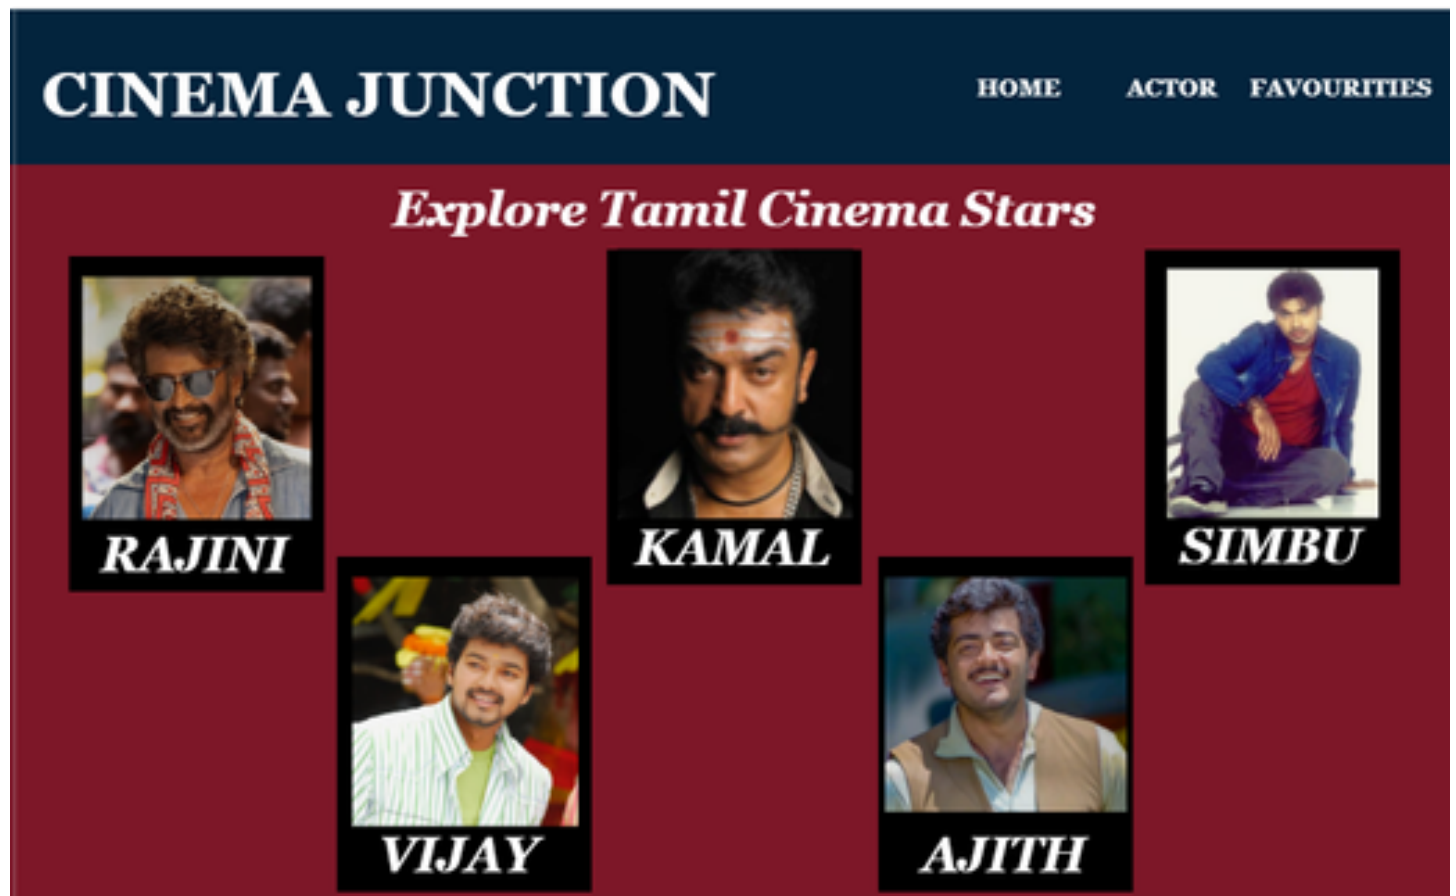 CINEMA JUNCTION
HOME ACTOR FAVOURITIES
Explore Tamil Cinema Stars
RAJINI
KAMAL
SIMBU
VIJAY
AJITH